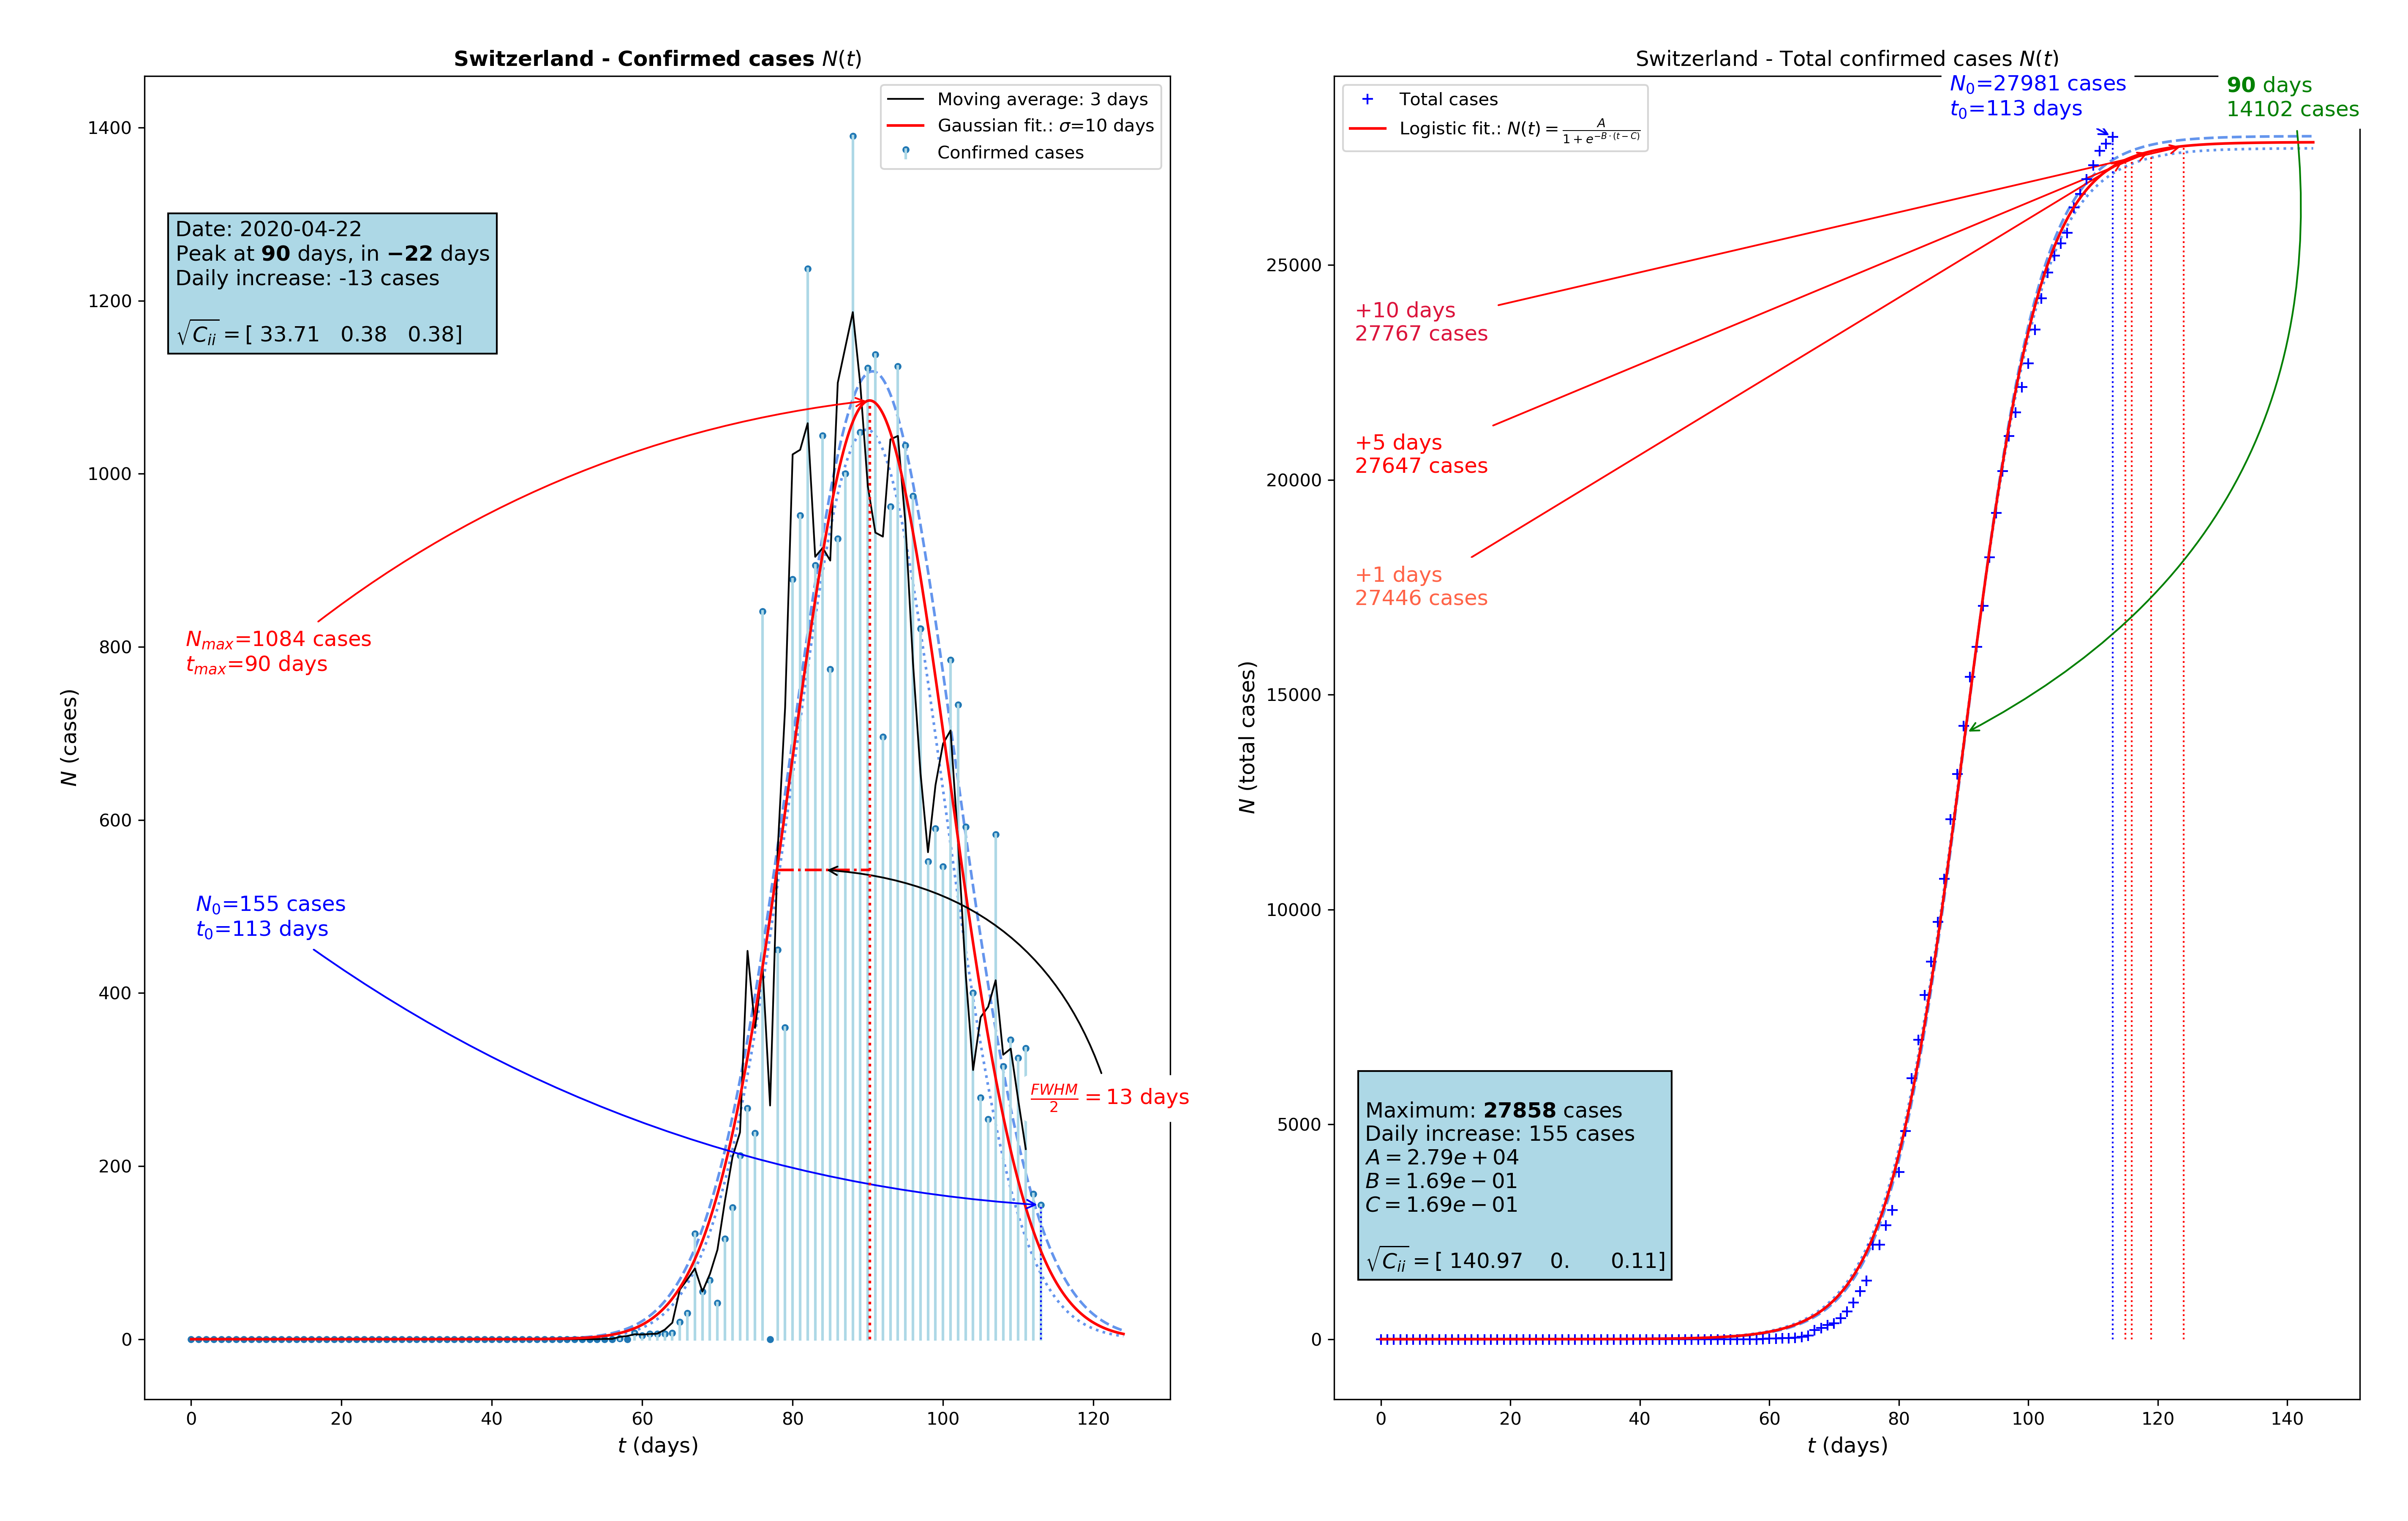 Switzerland - Confirmed cases N(t)
Moving average: 3 days
Gaussian fit.: σ=10 days
Confirmed cases
Date: 2020-04-22
Peak at 90 days, in −22 days
Daily increase: -13 cases
√C_ii = [ 33.71 0.38 0.38]
N_max=1084 cases
t_max=90 days
N_0=155 cases
t_0=113 days
FWHM/2 = 13 days
N (cases)
1400
1200
1000
800
600
400
200
0
0 20 40 60 80 100 120
t (days)
Switzerland - Total confirmed cases N(t)
Total cases
Logistic fit.: N(t) = A/(1 + e^{−B·(t−C)})
N_0=27981 cases
t_0=113 days
90 days
14102 cases
+10 days
27767 cases
+5 days
27647 cases
+1 days
27446 cases
Maximum: 27858 cases
Daily increase: 155 cases
A = 2.79e + 04
B = 1.69e − 01
C = 1.69e − 01
√C_ii = [ 140.97 0. 0.11]
N (total cases)
25000
20000
15000
10000
5000
0
0 20 40 60 80 100 120 140
t (days)